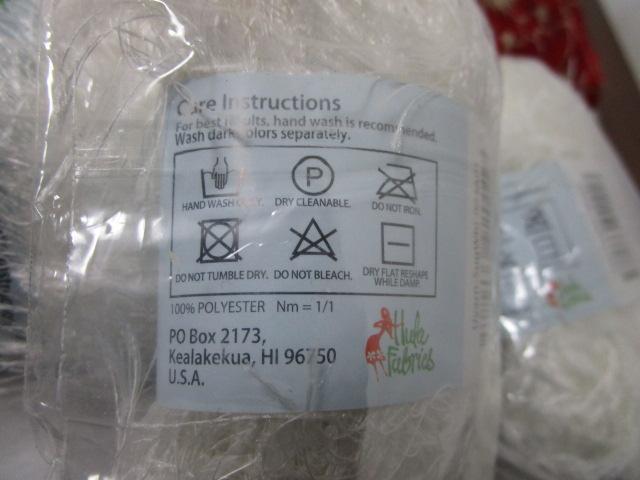 Care Instructions
For best results, hand wash is recommended.
Wash dark colors separately.
HAND WASH ONLY.
P
DRY CLEANABLE.
DO NOT IRON.
DO NOT TUMBLE DRY.
DO NOT BLEACH.
DRY FLAT RESHAPE
WHILE DAMP.
100% POLYESTER Nm = 1/1
PO Box 2173,
Kealakekua, HI 96750
U.S.A.
Hula
Fabrics